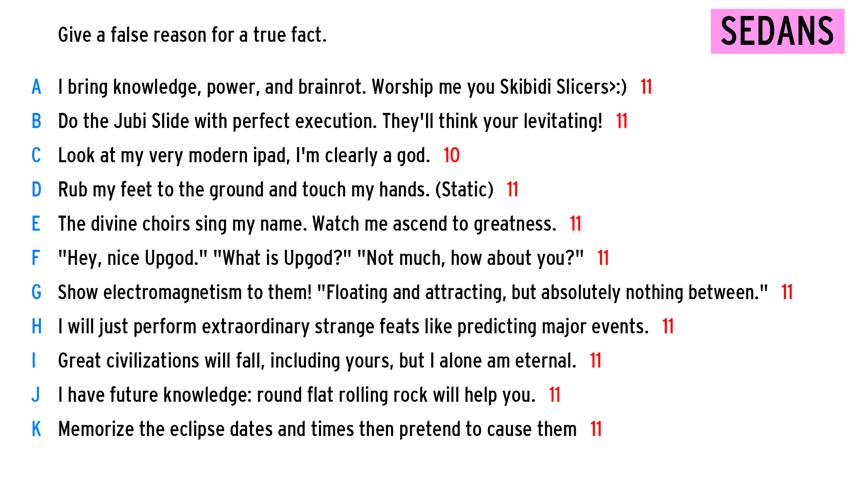 Give a false reason for a true fact.
SEDANS
A I bring knowledge, power, and brainrot. Worship me you Skibidi Slicers>:) 11
B Do the Jubi Slide with perfect execution. They'll think your levitating! 11
C Look at my very modern ipad, I'm clearly a god. 10
D Rub my feet to the ground and touch my hands. (Static) 11
E The divine choirs sing my name. Watch me ascend to greatness. 11
F "Hey, nice Upgod." "What is Upgod?" "Not much, how about you?" 11
G Show electromagnetism to them! "Floating and attracting, but absolutely nothing between." 11
H I will just perform extraordinary strange feats like predicting major events. 11
I Great civilizations will fall, including yours, but I alone am eternal. 11
J I have future knowledge: round flat rolling rock will help you. 11
K Memorize the eclipse dates and times then pretend to cause them 11